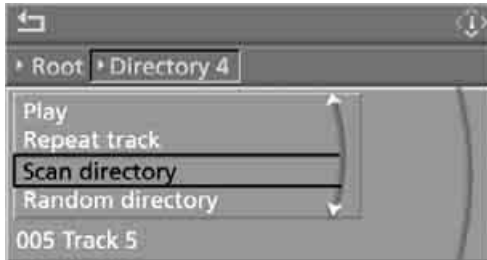 Root Directory 4
Play
Repeat track
Scan directory
Random directory
005 Track 5